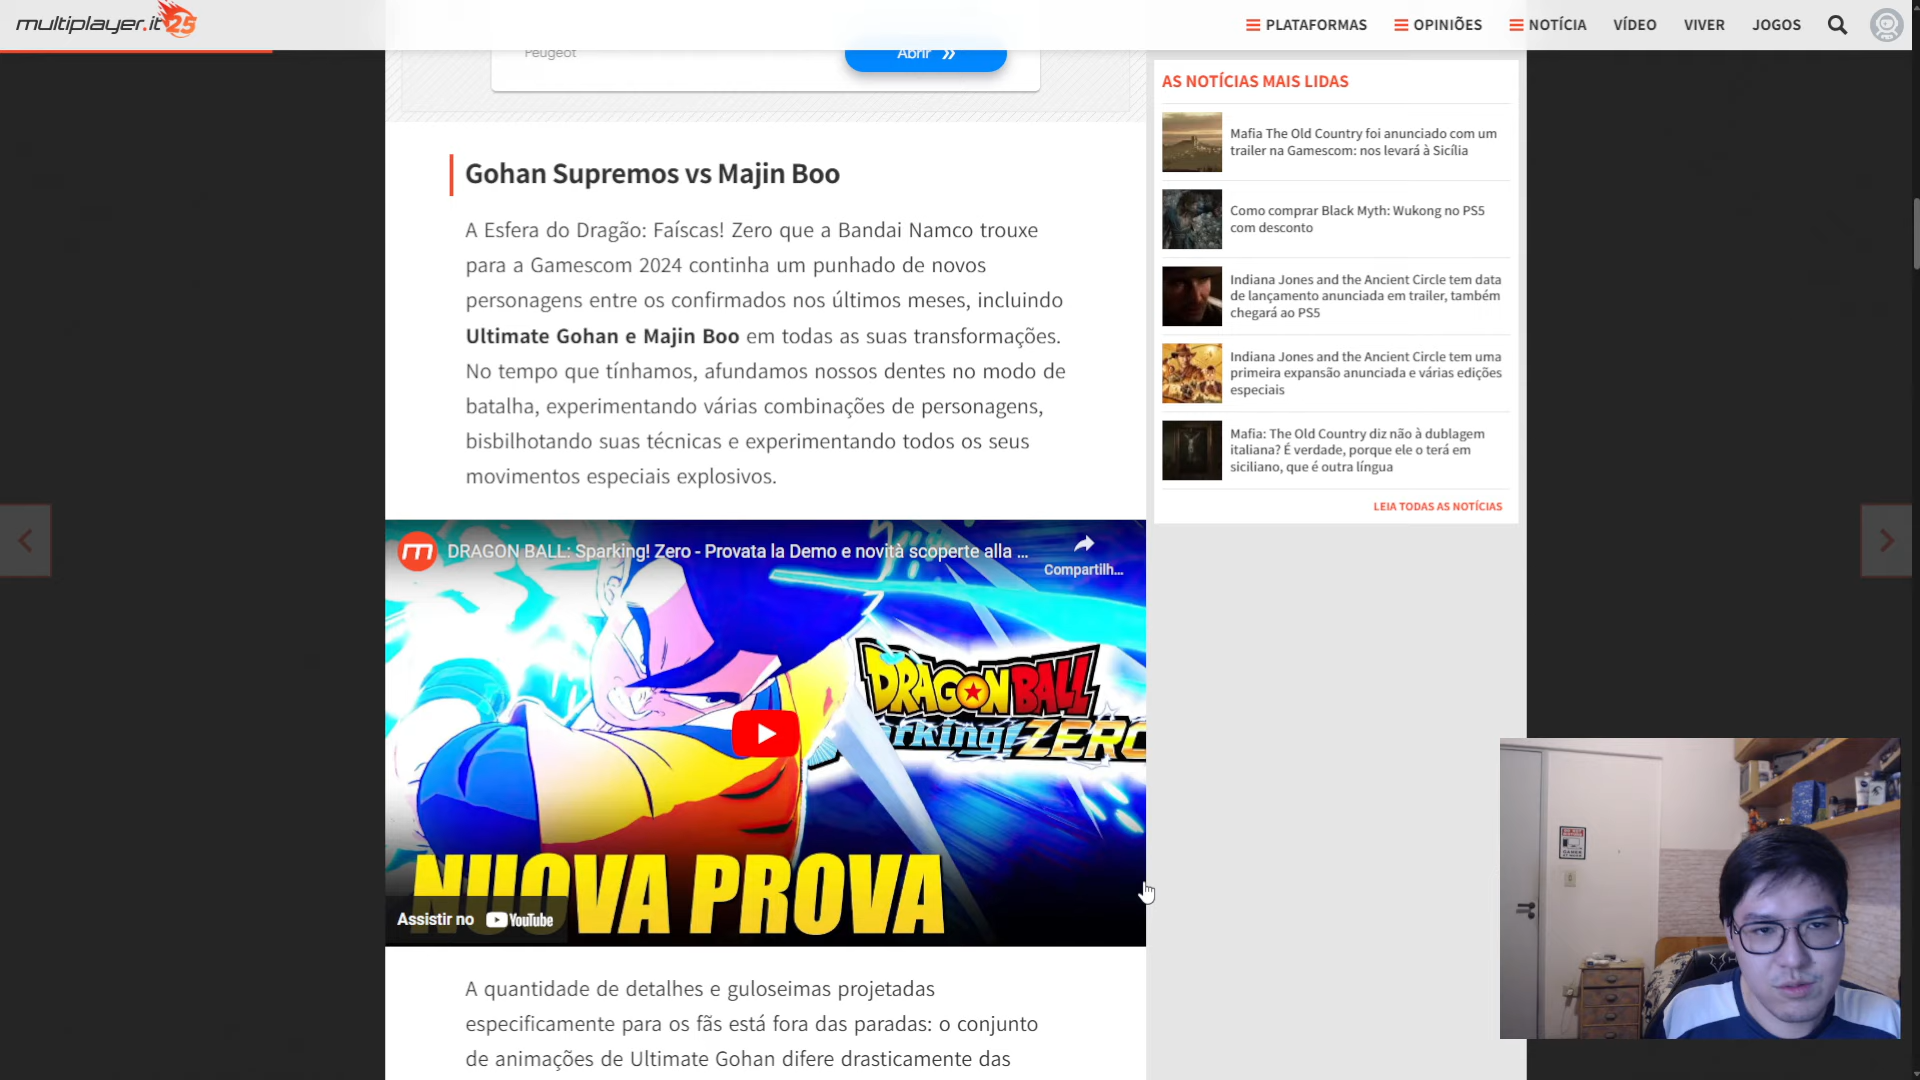 multiplayer.it 25
PLATAFORMAS
OPINIÕES
NOTÍCIA
VÍDEO
VIVER
JOGOS
Peugeot
Abrir
Gohan Supremos vs Majin Boo
A Esfera do Dragão: Faíscas! Zero que a Bandai Namco trouxe
para a Gamescom 2024 continha um punhado de novos
personagens entre os confirmados nos últimos meses, incluindo
Ultimate Gohan e Majin Boo em todas as suas transformações.
No tempo que tínhamos, afundamos nossos dentes no modo de
batalha, experimentando várias combinações de personagens,
bisbilhotando suas técnicas e experimentando todos os seus
movimentos especiais explosivos.
DRAGON BALL: Sparking! Zero - Provata la Demo e novità scoperte alla ...
Compartilh...
DRAGON BALL
arking! ZERO
NUOVA PROVA
Assistir no YouTube
A quantidade de detalhes e guloseimas projetadas
especificamente para os fãs está fora das paradas: o conjunto
de animações de Ultimate Gohan difere drasticamente das
AS NOTÍCIAS MAIS LIDAS
Mafia The Old Country foi anunciado com um
trailer na Gamescom: nos levará à Sicília
Como comprar Black Myth: Wukong no PS5
com desconto
Indiana Jones and the Ancient Circle tem data
de lançamento anunciada em trailer, também
chegará ao PS5
Indiana Jones and the Ancient Circle tem uma
primeira expansão anunciada e várias edições
especiais
Mafia: The Old Country diz não à dublagem
italiana? É verdade, porque ele o terá em
siciliano, que é outra língua
LEIA TODAS AS NOTÍCIAS